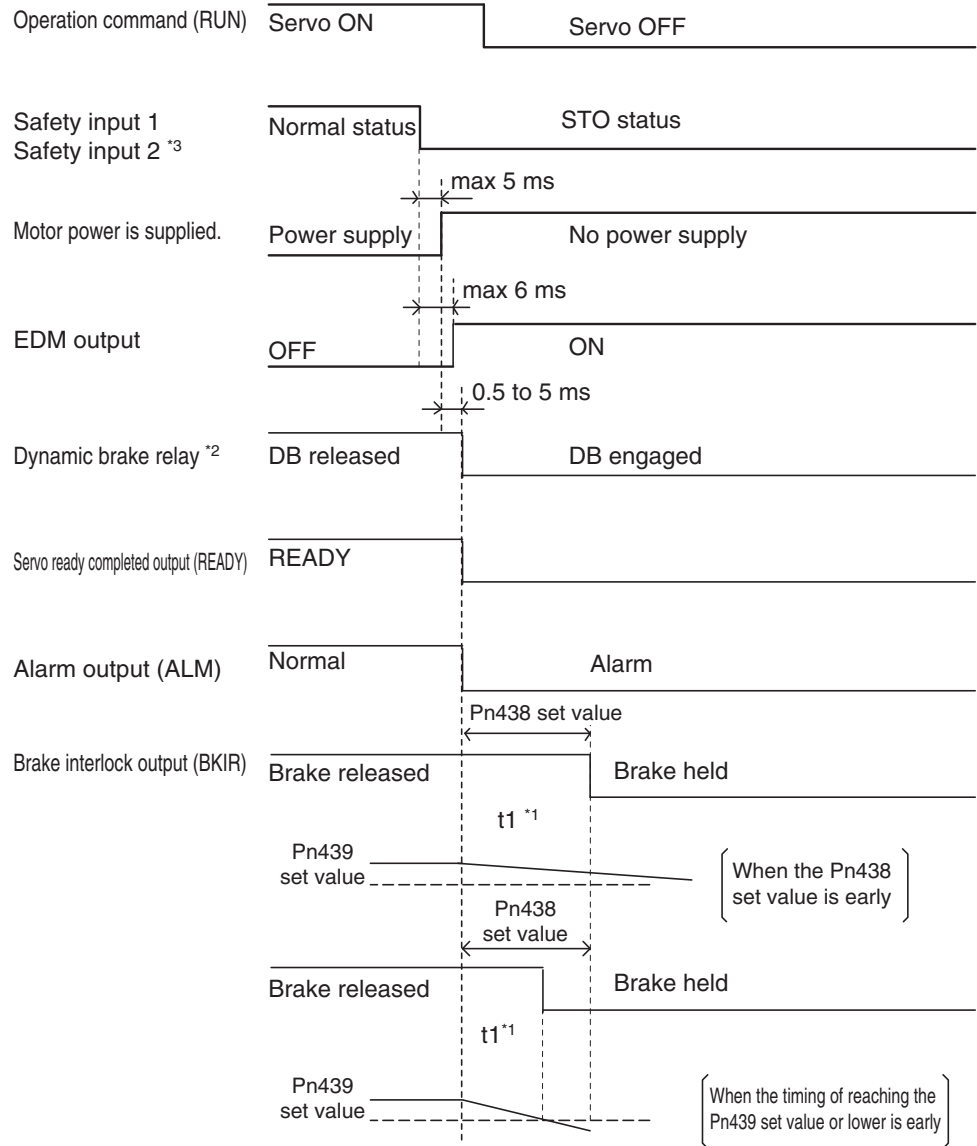 Operation command (RUN)
Servo ON
Servo OFF
Safety input 1
Safety input 2 *3
Normal status
STO status
max 5 ms
Motor power is supplied.
Power supply
No power supply
max 6 ms
EDM output
OFF
ON
0.5 to 5 ms
Dynamic brake relay *2
DB released
DB engaged
Servo ready completed output (READY)
READY
Alarm output (ALM)
Normal
Alarm
Pn438 set value
Brake interlock output (BKIR)
Brake released
Brake held
t1 *1
Pn439
set value
When the Pn438
set value is early
Pn438
set value
Brake released
Brake held
t1*1
Pn439
set value
When the timing of reaching the
Pn439 set value or lower is early